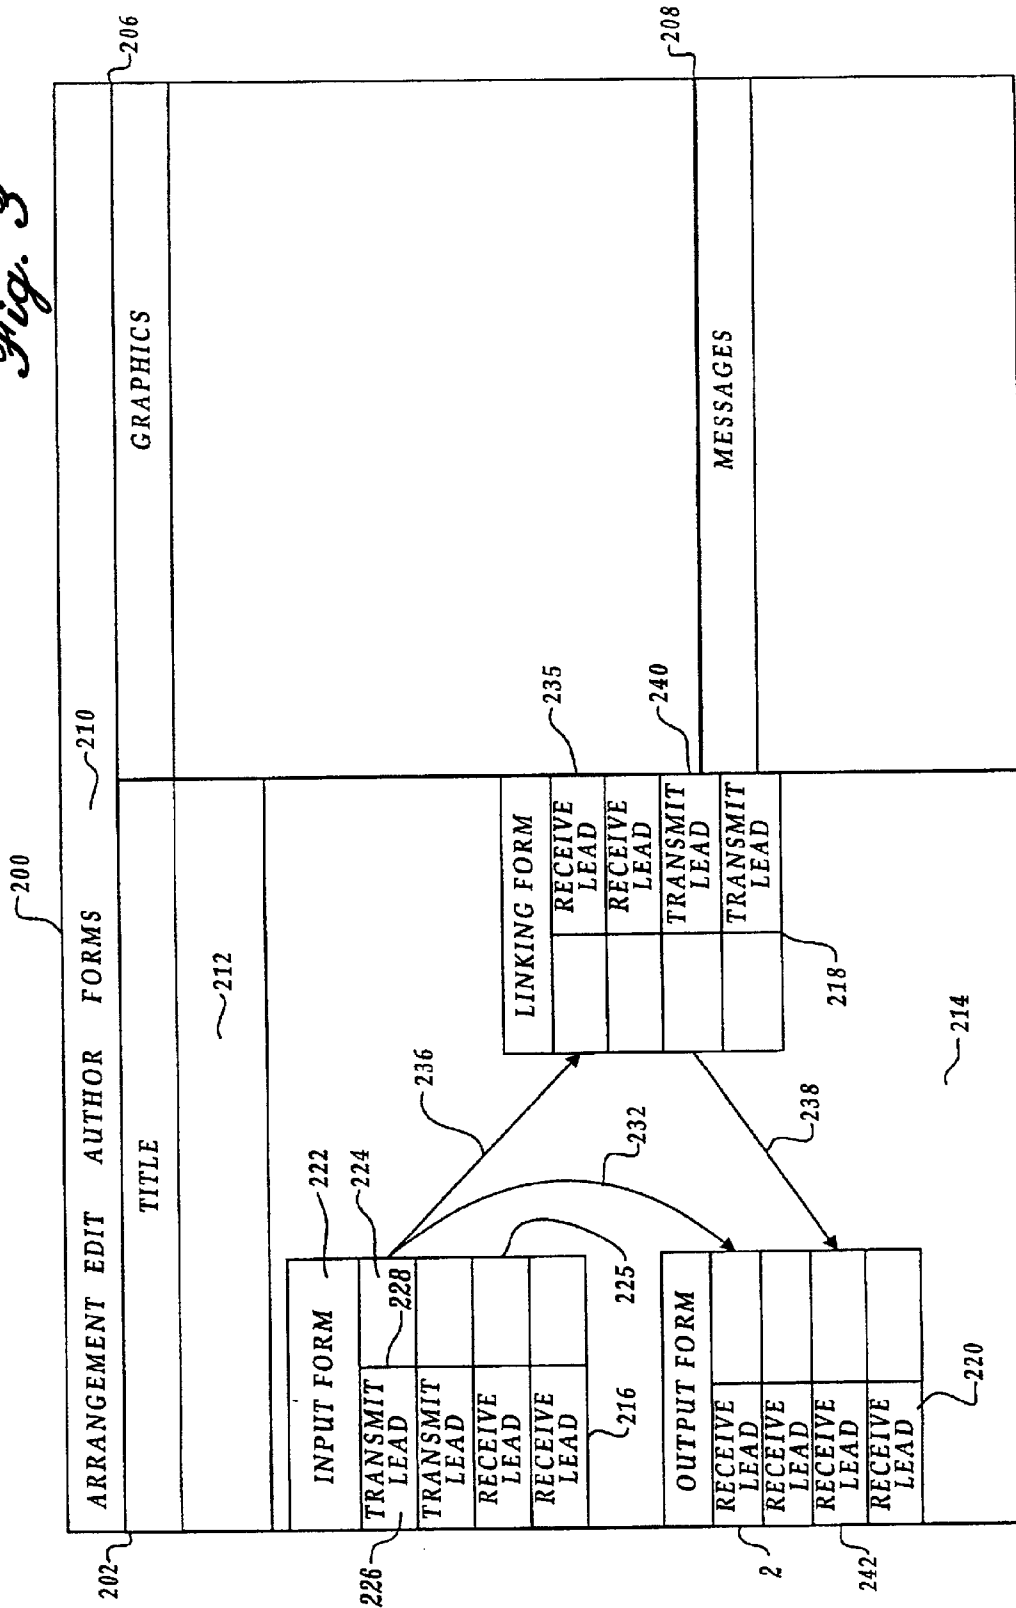 Fig. 3
200
ARRANGEMENT EDIT AUTHOR FORMS
210
202
206
TITLE
GRAPHICS
212
INPUT FORM
222
TRANSMIT
LEAD
224
228
226
TRANSMIT
LEAD
RECEIVE
LEAD
RECEIVE
LEAD
225
216
236
232
LINKING FORM
RECEIVE
LEAD
235
RECEIVE
LEAD
TRANSMIT
LEAD
240
TRANSMIT
LEAD
218
208
MESSAGES
238
214
OUTPUT FORM
RECEIVE
LEAD
2
RECEIVE
LEAD
RECEIVE
LEAD
242
RECEIVE
LEAD
220